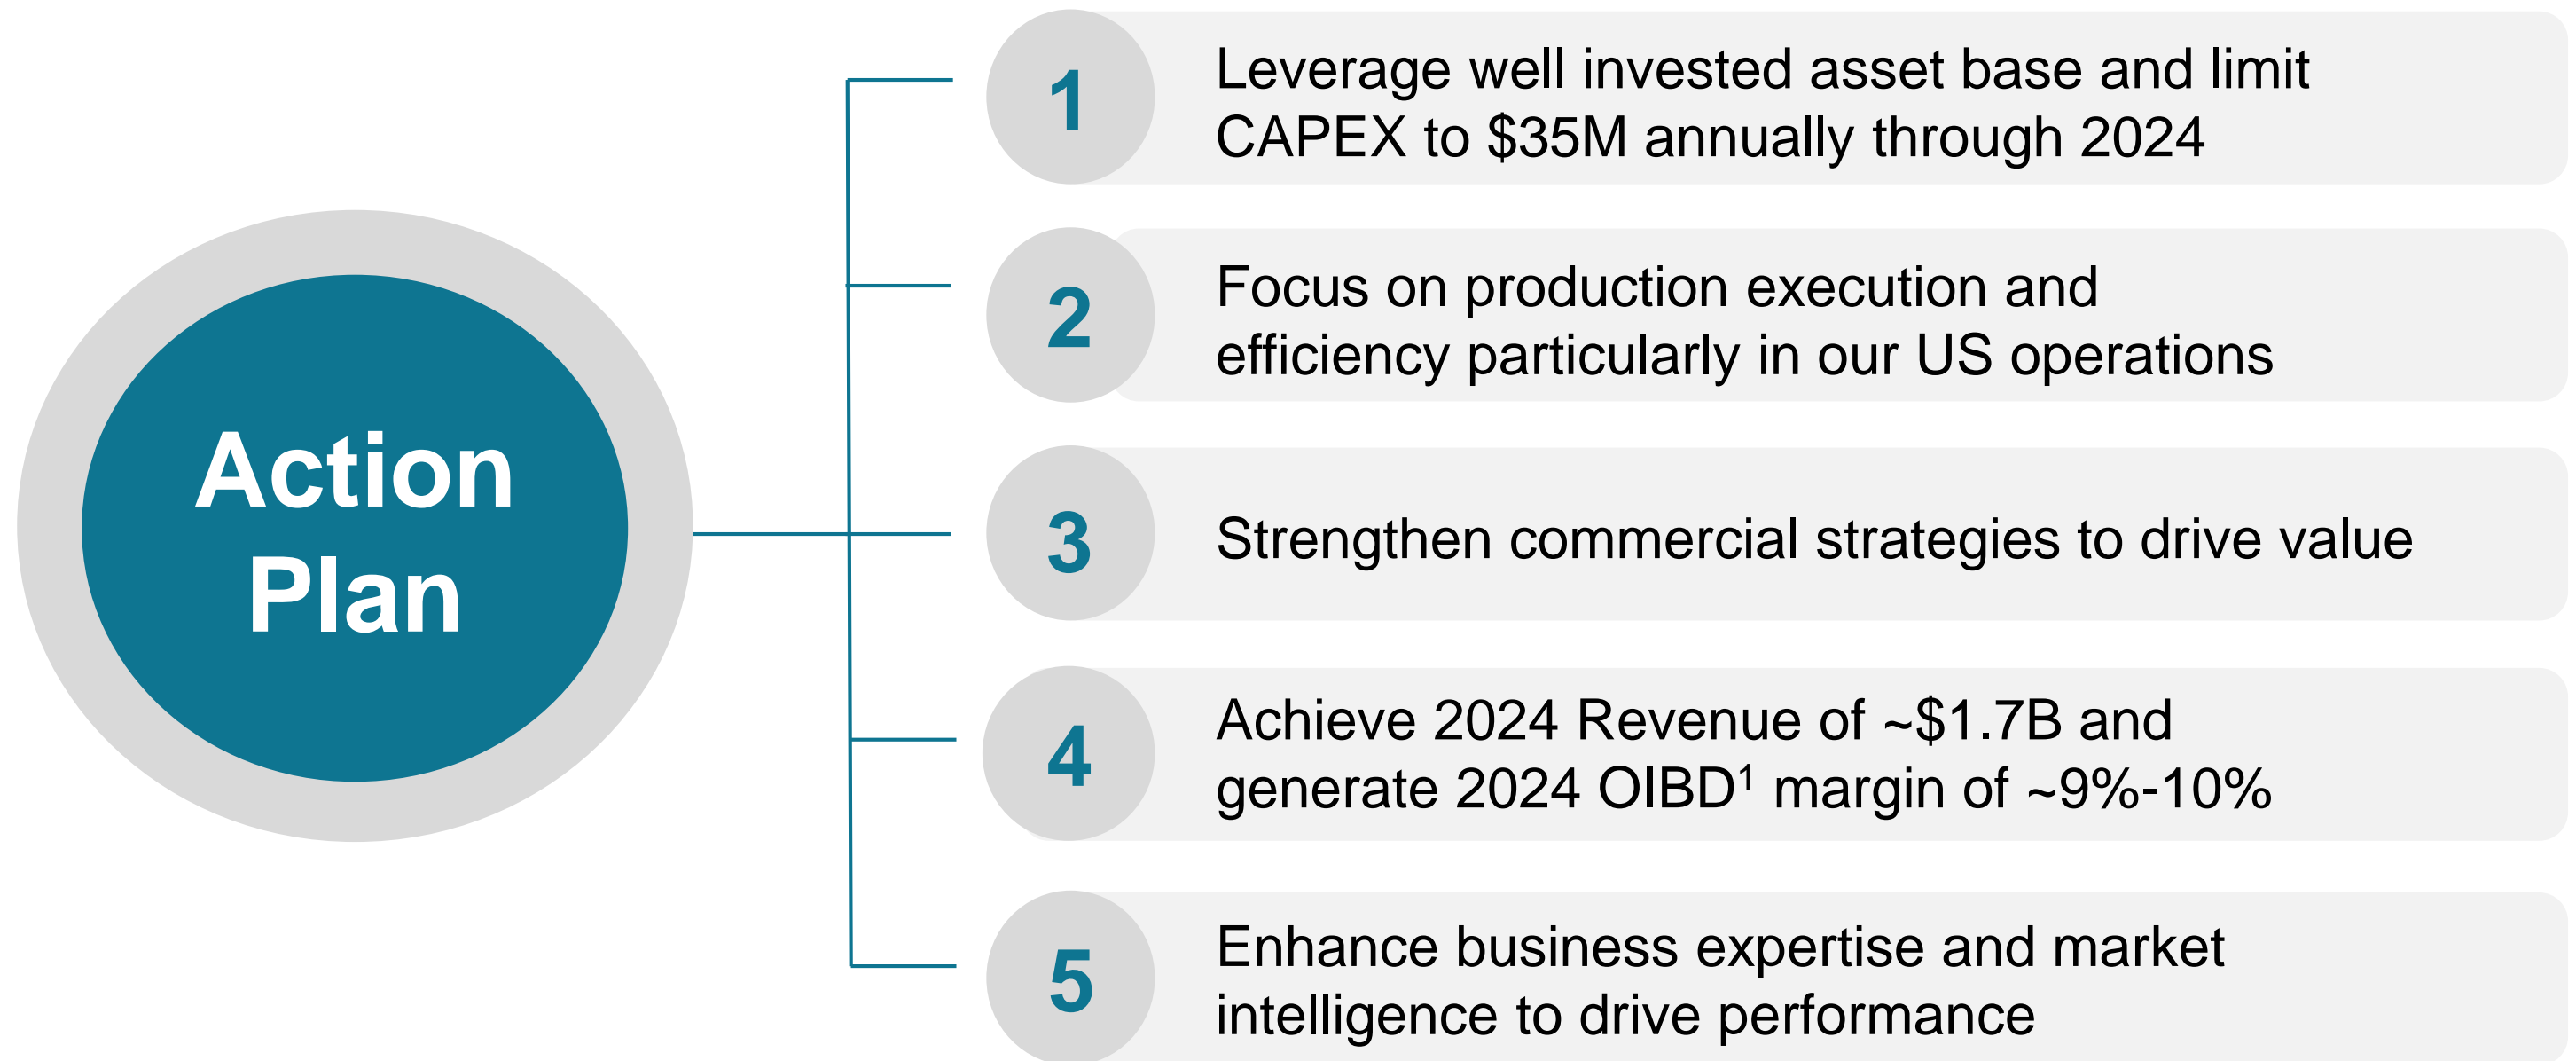 Action
Plan
1
Leverage well invested asset base and limit
CAPEX to $35M annually through 2024
2
Focus on production execution and
efficiency particularly in our US operations
3
Strengthen commercial strategies to drive value
4
Achieve 2024 Revenue of ~$1.7B and
generate 2024 OIBD¹ margin of ~9%-10%
5
Enhance business expertise and market
intelligence to drive performance